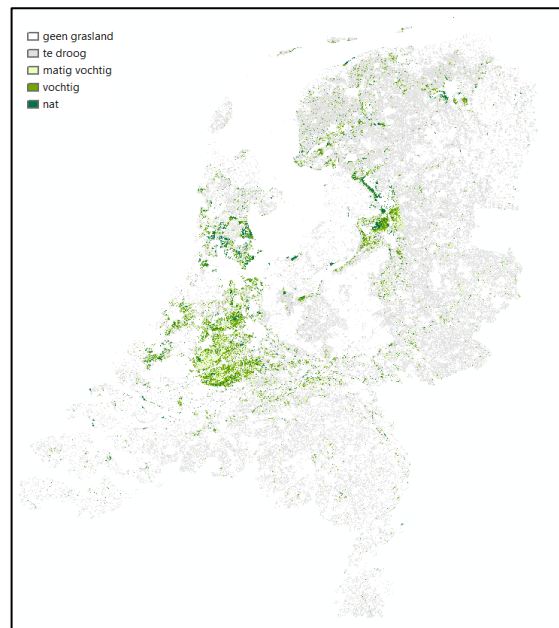 geen grasland
te droog
matig vochtig
vochtig
nat